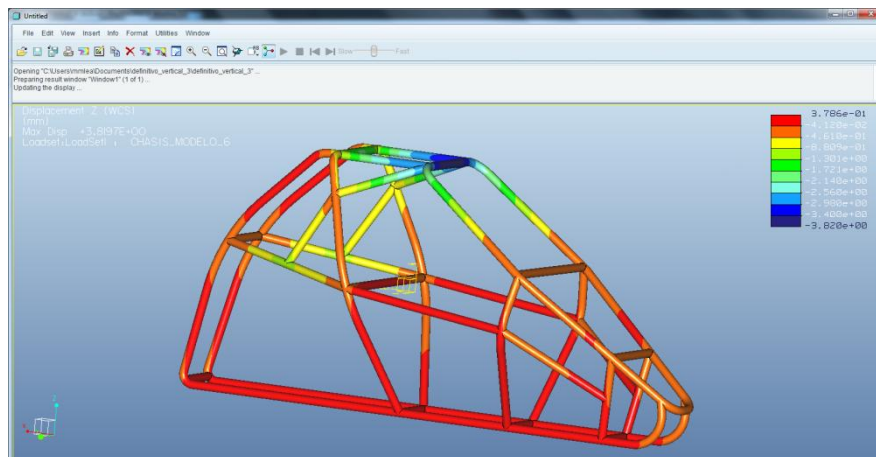 Untitled
File Edit View Insert Info Format Utilities Window
Slow Fast
Opening "C:\Users\mmlea\Documents\definitivo_vertical_3\definitivo_vertical_3" ...
Preparing result window "Window1" (1 of 1) ...
Updating the display ...
Displacement Z (WCS)
(mm)
Max Disp +3.8197E+00
Loadset:LoadSet1 : CHASIS_MODELO_6
3.786e-01
-4.120e-02
-4.610e-01
-8.809e-01
-1.301e+00
-1.721e+00
-2.140e+00
-2.560e+00
-2.980e+00
-3.400e+00
-3.820e+00